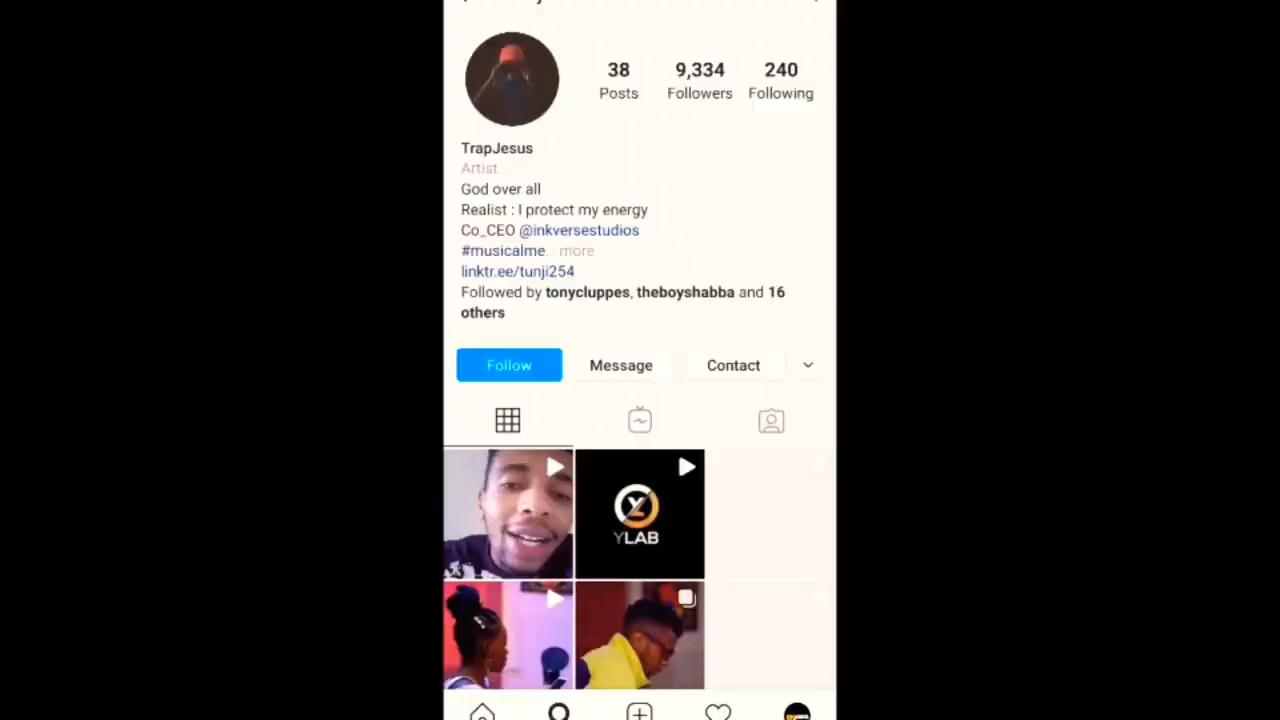 38 9,334 240
Posts Followers Following
TrapJesus
Artist
God over all
Realist : I protect my energy
Co_CEO @inkversestudios
#musicalme... more
linktr.ee/tunji254
Followed by tonycluppes, theboyshabba and 16
others
Follow Message Contact
YLAB